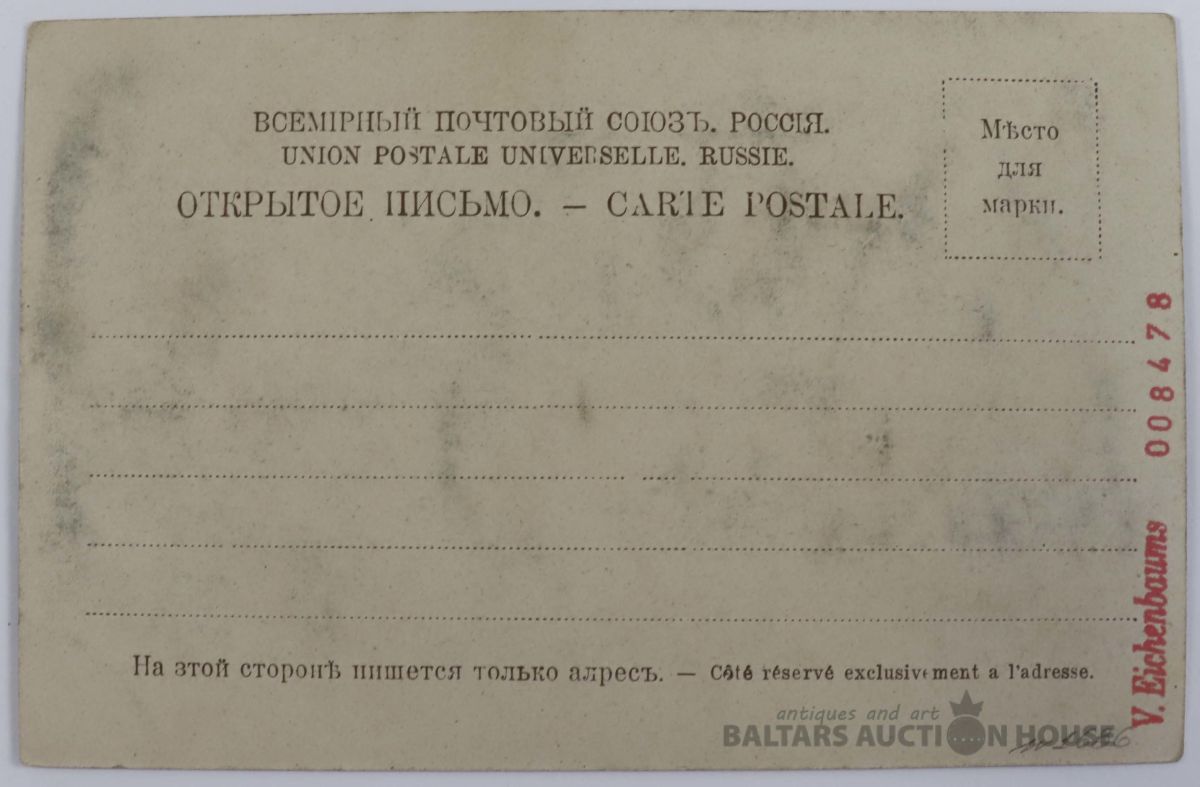 ВСЕМІРНЫЙ ПОЧТОВЫЙ СОЮЗЪ. РОССІЯ.
UNION POSTALE UNIVERSELLE. RUSSIE.
ОТКРЫТОЕ ПИСЬМО. — CARTE POSTALE.
Мѣсто
для
марки.
На зтой сторонѣ пишется только адресъ. — Côté réservé exclusivement a l'adresse.
V. Eichenbaums 008478
antiques and art
BALTARS AUCTION HOUSE